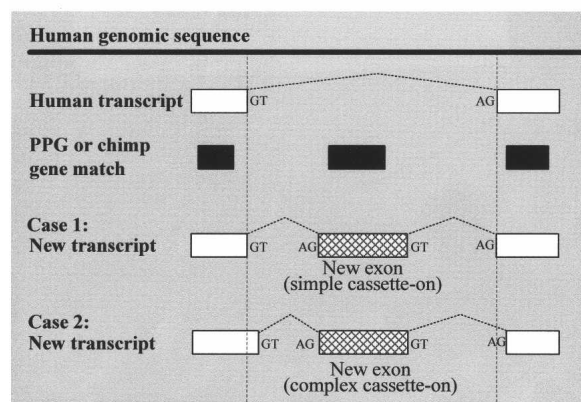 Human genomic sequence
Human transcript
GT
AG
PPG or chimp
gene match
Case 1:
New transcript
GT
AG
GT
AG
New exon
(simple cassette-on)
Case 2:
New transcript
GT
AG
GT
AG
New exon
(complex cassette-on)